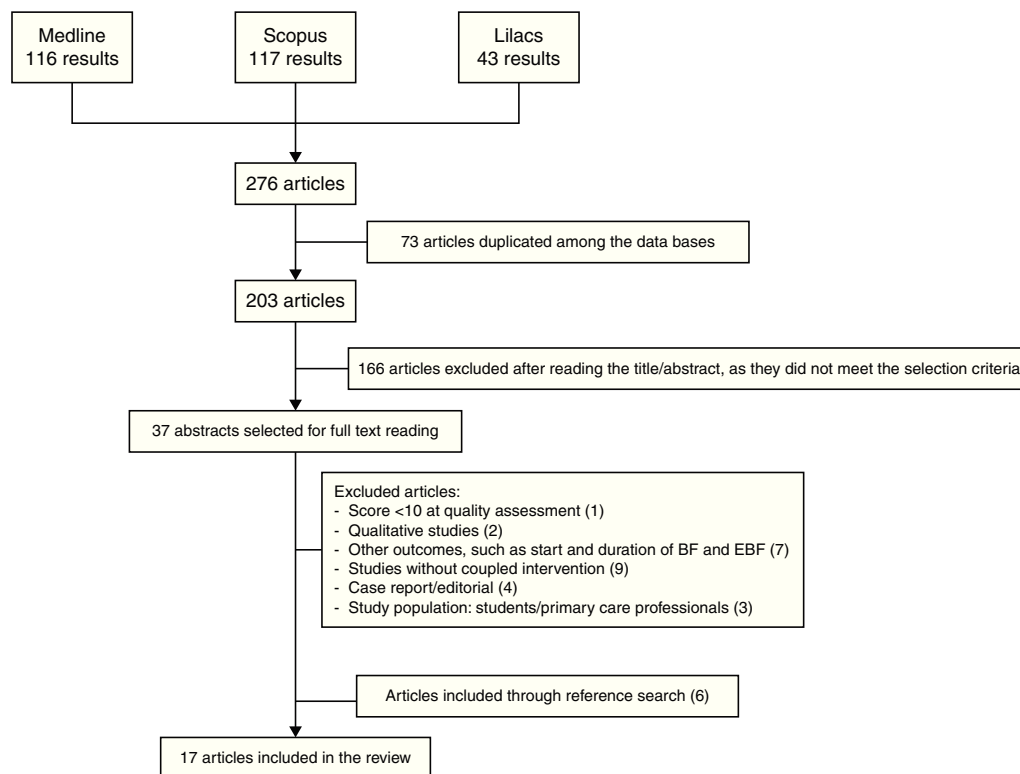 Medline
116 results
Scopus
117 results
Lilacs
43 results
276 articles
73 articles duplicated among the data bases
203 articles
166 articles excluded after reading the title/abstract, as they did not meet the selection criteria
37 abstracts selected for full text reading
Excluded articles:
- Score <10 at quality assessment (1)
- Qualitative studies (2)
- Other outcomes, such as start and duration of BF and EBF (7)
- Studies without coupled intervention (9)
- Case report/editorial (4)
- Study population: students/primary care professionals (3)
Articles included through reference search (6)
17 articles included in the review